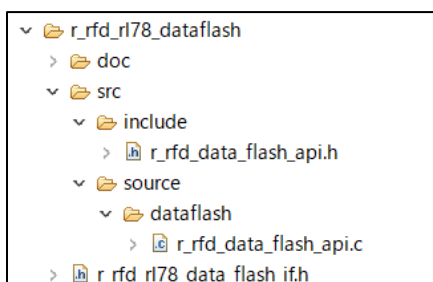 r_rfd_rl78_dataflash
doc
src
include
r_rfd_data_flash_api.h
source
dataflash
r_rfd_data_flash_api.c
r_rfd_rl78_data_flash_if.h